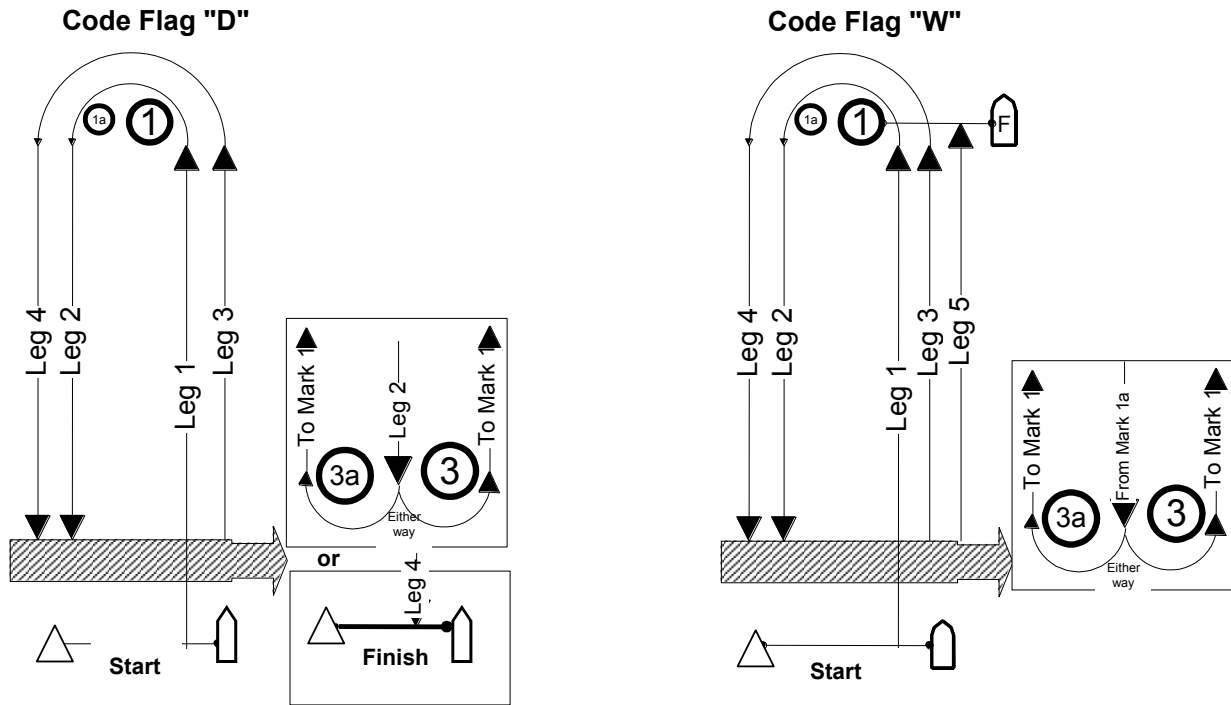 Code Flag "D"
1a
1
Leg 4
Leg 2
Leg 1
Leg 3
To Mark 1
Leg 2
To Mark 1
3a
3
Either
way
or
Leg 4
Finish
Start
Code Flag "W"
1a
1
F
Leg 4
Leg 2
Leg 1
Leg 3
Leg 5
To Mark 1
From Mark 1a
To Mark 1
3a
3
Either
way
Start